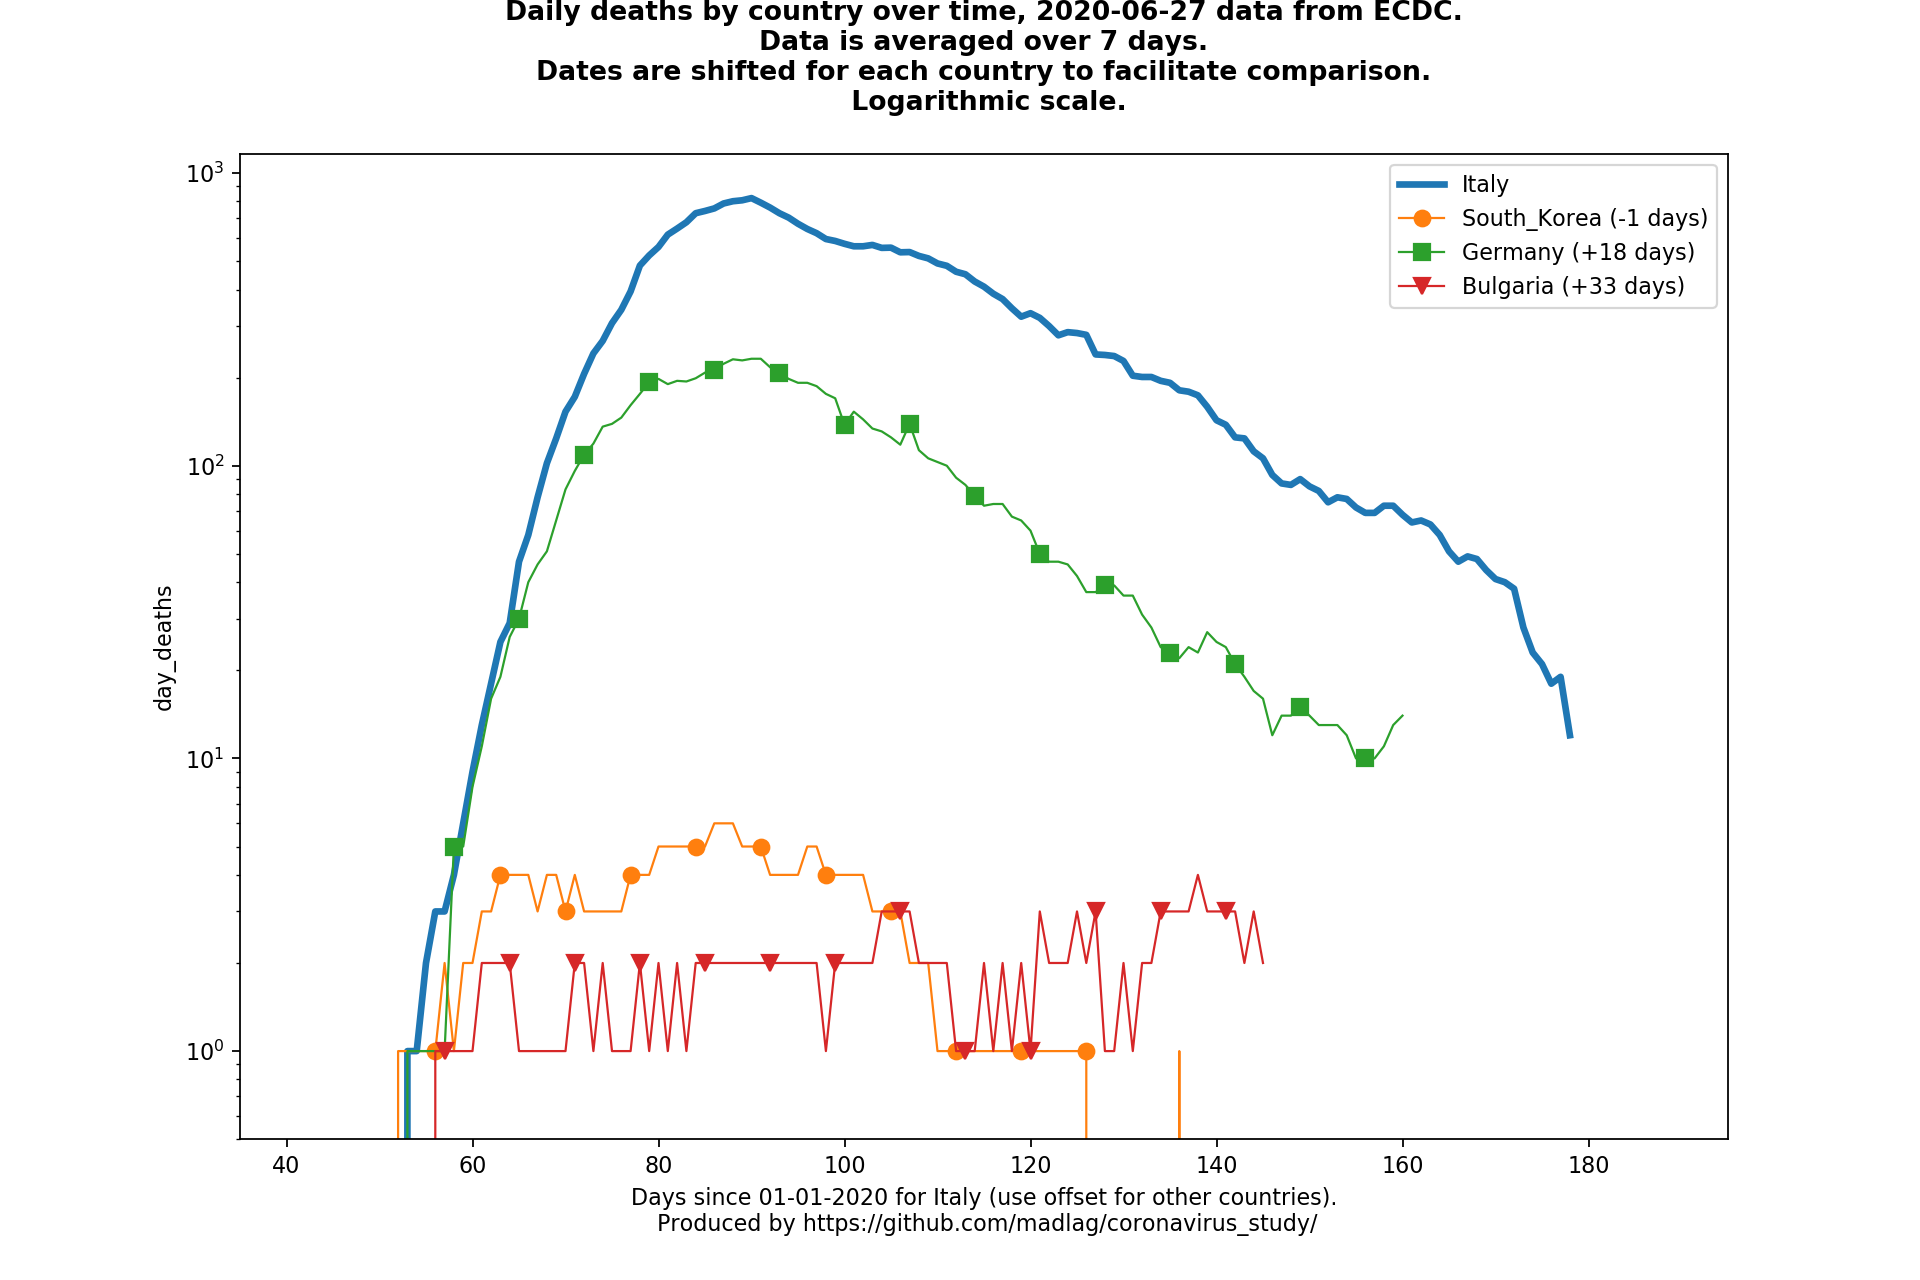 Daily deaths by country over time, 2020-06-27 data from ECDC.
Data is averaged over 7 days.
Dates are shifted for each country to facilitate comparison.
Logarithmic scale.
10³
10²
10¹
10⁰
day_deaths
Italy
South_Korea (-1 days)
Germany (+18 days)
Bulgaria (+33 days)
40 60 80 100 120 140 160 180
Days since 01-01-2020 for Italy (use offset for other countries).
Produced by https://github.com/madlag/coronavirus_study/